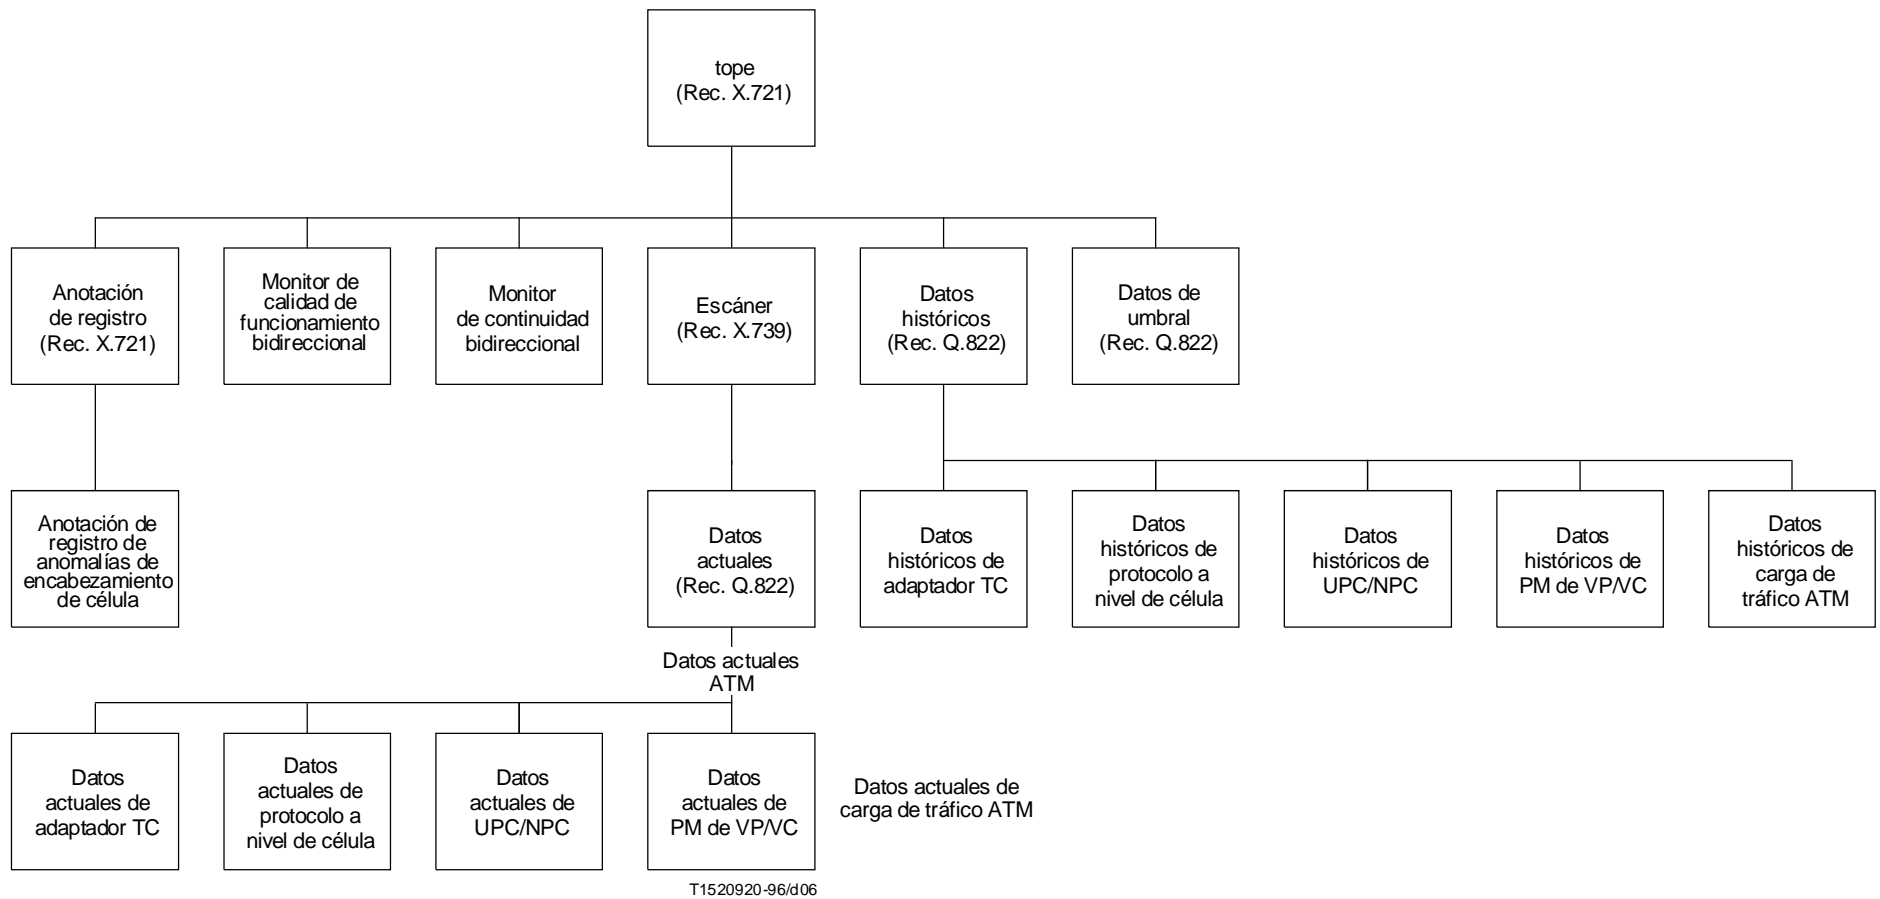 tope
(Rec. X.721)
Anotación
de registro
(Rec. X.721)
Monitor de
calidad de
funcionamiento
bidireccional
Monitor
de continuidad
bidireccional
Escáner
(Rec. X.739)
Datos
históricos
(Rec. Q.822)
Datos de
umbral
(Rec. Q.822)
Anotación de
registro de
anomalías de
encabezamiento
de célula
Datos
actuales
(Rec. Q.822)
Datos
históricos de
adaptador TC
Datos
históricos de
protocolo a
nivel de célula
Datos
históricos de
UPC/NPC
Datos
históricos de
PM de VP/VC
Datos
históricos de
carga de
tráfico ATM
Datos actuales
ATM
Datos
actuales de
adaptador TC
Datos
actuales de
protocolo a
nivel de célula
Datos
actuales de
UPC/NPC
Datos
actuales de
PM de VP/VC
Datos actuales de
carga de tráfico ATM
T1520920-96/d06